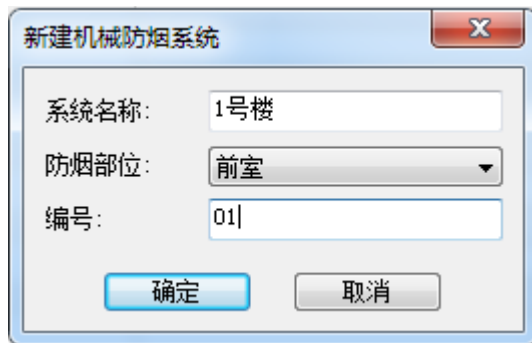 新建机械防烟系统
系统名称: 1号楼
防烟部位: 前室
编号: 01
确定 取消